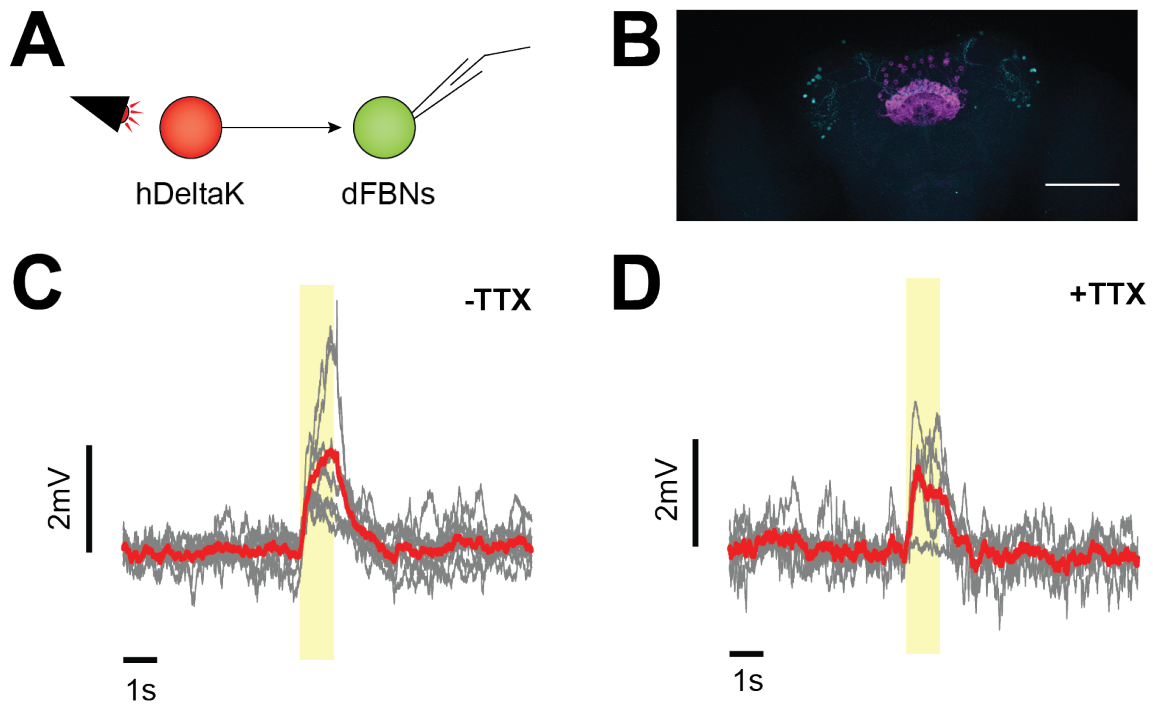 A
hDeltaK
dFBNs
B
C
-TTX
2mV
1s
D
+TTX
2mV
1s